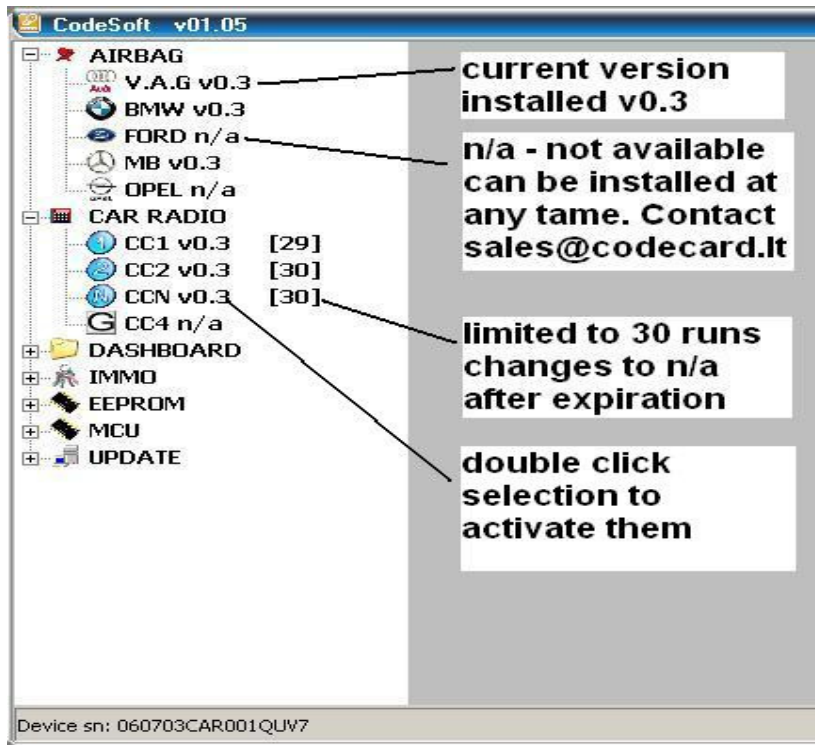 CodeSoft v01.05
AIRBAG
V.A.G v0.3
BMW v0.3
FORD n/a
MB v0.3
OPEL n/a
CAR RADIO
CC1 v0.3 [29]
CC2 v0.3 [30]
CCN v0.3 [30]
CC4 n/a
DASHBOARD
IMMO
EEPROM
MCU
UPDATE
current version
installed v0.3
n/a - not available
can be installed at
any tame. Contact
sales@codecard.lt
limited to 30 runs
changes to n/a
after expiration
double click
selection to
activate them
Device sn: 060703CAR001QUV7